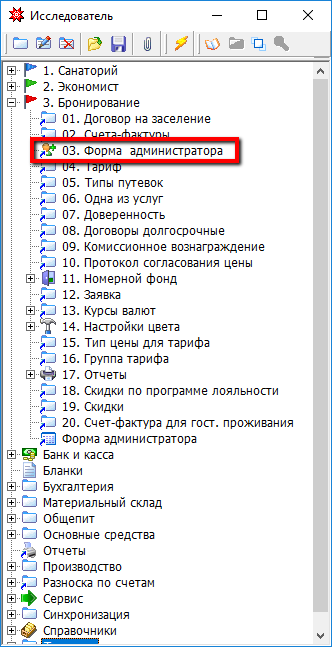 Исследователь
1. Санаторий
2. Экономист
3. Бронирование
01. Договор на заселение
02. Счета-фактуры
03. Форма администратора
04. Тариф
05. Типы путевок
06. Одна из услуг
07. Доверенность
08. Договоры долгосрочные
09. Комиссионное вознаграждение
10. Протокол согласования цены
11. Номерной фонд
12. Заявка
13. Курсы валют
14. Настройки цвета
15. Тип цены для тарифа
16. Группа тарифа
17. Отчеты
18. Скидки по программе лояльности
19. Скидки
20. Счет-фактура для гост. проживания
Форма администратора
Банк и касса
Бланки
Бухгалтерия
Материальный склад
Общепит
Основные средства
Отчеты
Производство
Разноска по счетам
Сервис
Синхронизация
Справочники